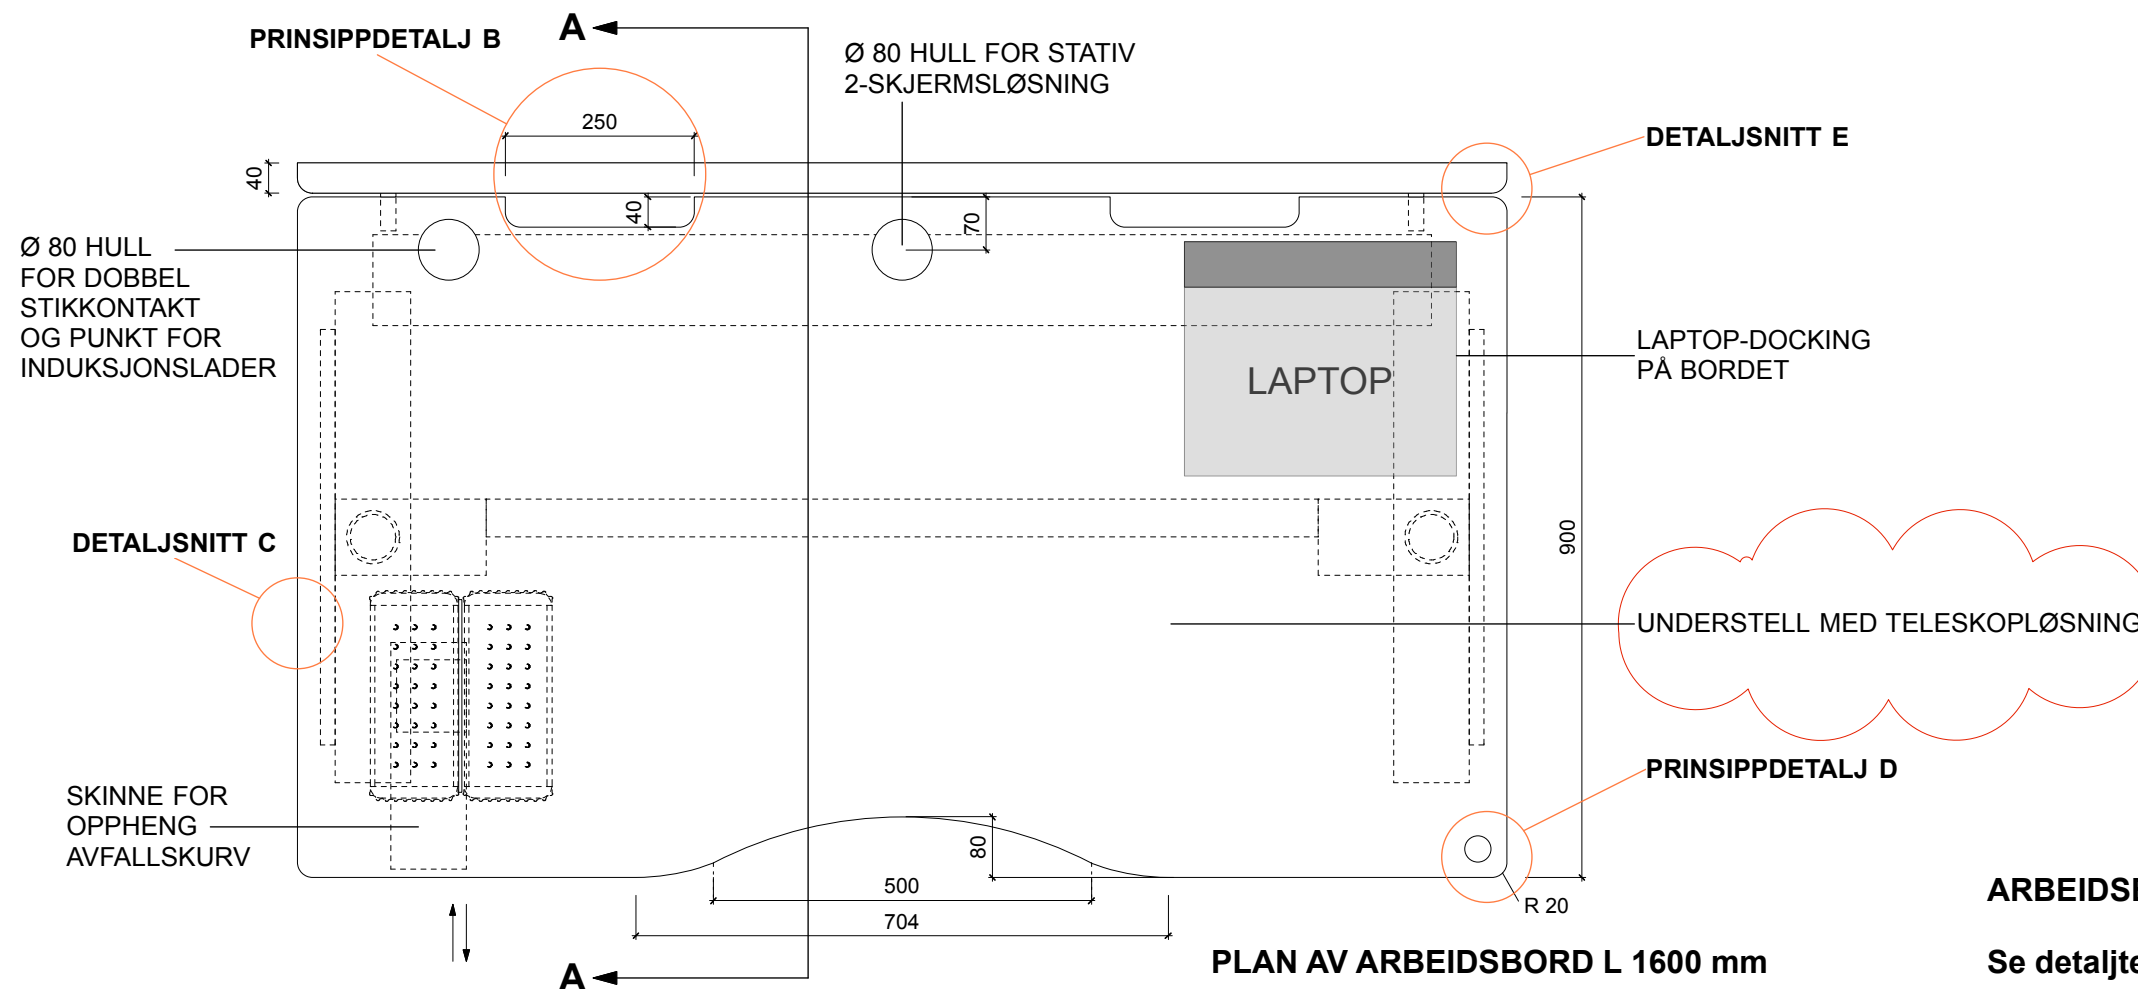 PRINSIPPDETALJ B
A
Ø 80 HULL FOR STATIV
2-SKJERMSLØSNING
250
DETALJSNITT E
40
40
70
Ø 80 HULL
FOR DOBBEL
STIKKONTAKT
OG PUNKT FOR
INDUKSJONSLADER
LAPTOP-DOCKING
PÅ BORDET
LAPTOP
900
DETALJSNITT C
UNDERSTELL MED TELESKOPLØSNING
PRINSIPPDETALJ D
SKINNE FOR
OPPHENG
AVFALLSKURV
80
500
R 20
704
A
PLAN AV ARBEIDSBORD L 1600 mm
Se